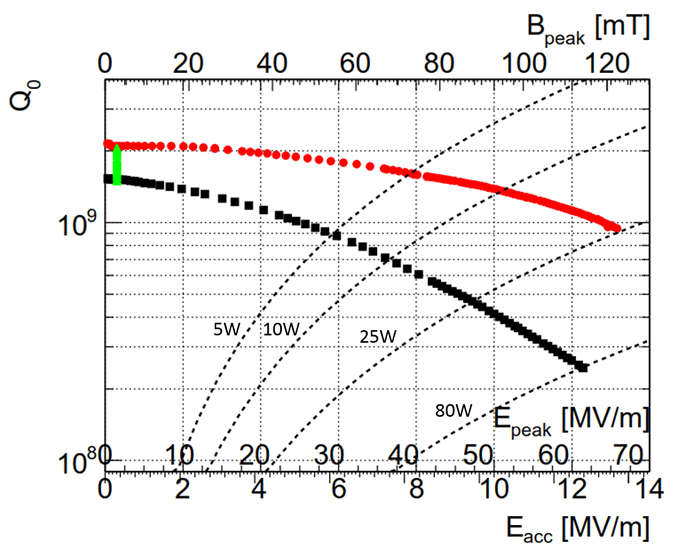 B_peak [mT]
0 20 40 60 80 100 120
Q_0
10^9
5W 10W
25W
80W
E_peak [MV/m]
10^8 0 10 20 30 40 50 60 70
0 2 4 6 8 10 12 14
E_acc [MV/m]